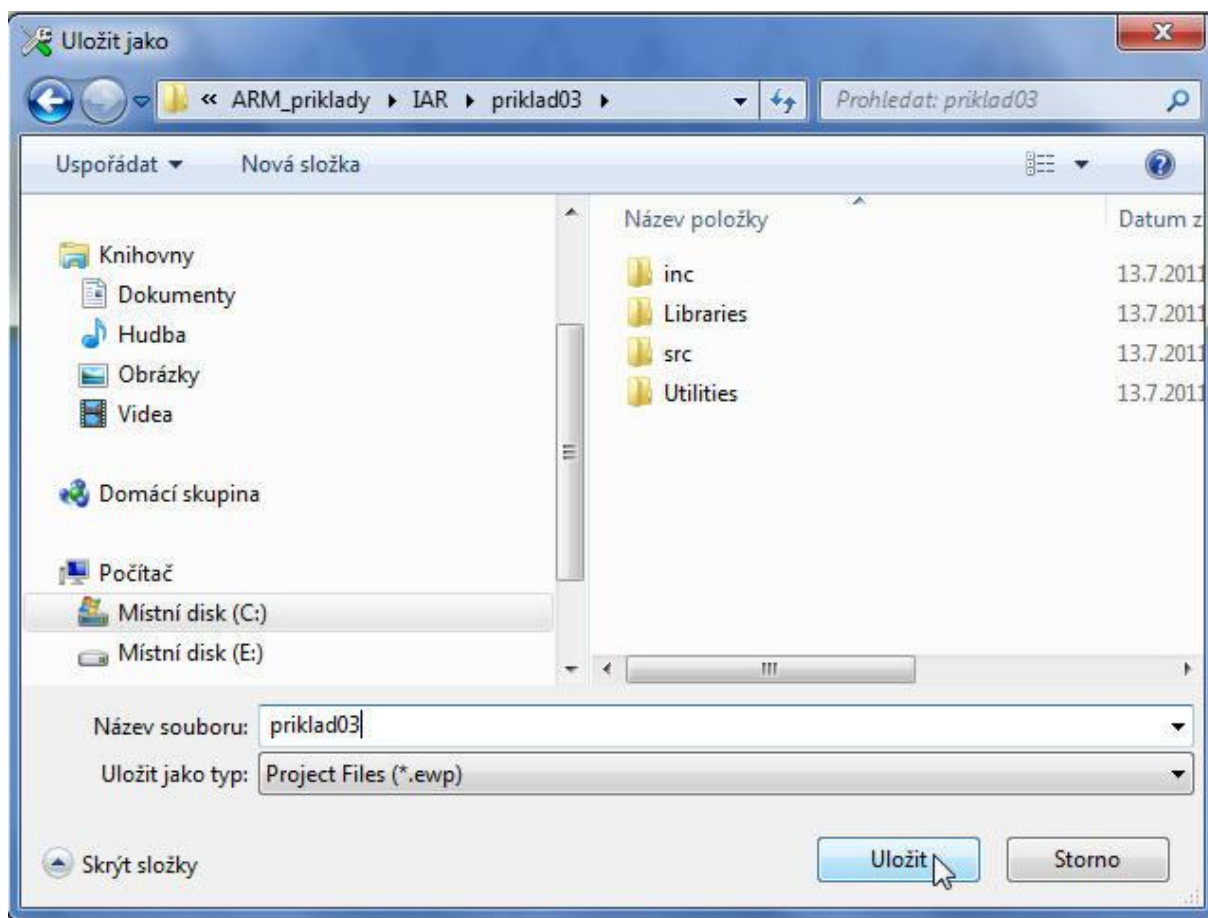 Uložit jako
« ARM_priklady IAR priklad03 Prohledat: priklad03
Uspořádat Nová složka
Název položky Datum z
Knihovny
Dokumenty
Hudba
Obrázky
Videa
Domácí skupina
Počítač
Místní disk (C:)
Místní disk (E:)
inc 13.7.2011
Libraries 13.7.2011
src 13.7.2011
Utilities 13.7.2011
Název souboru: priklad03
Uložit jako typ: Project Files (*.ewp)
Skrýt složky Uložit Storno